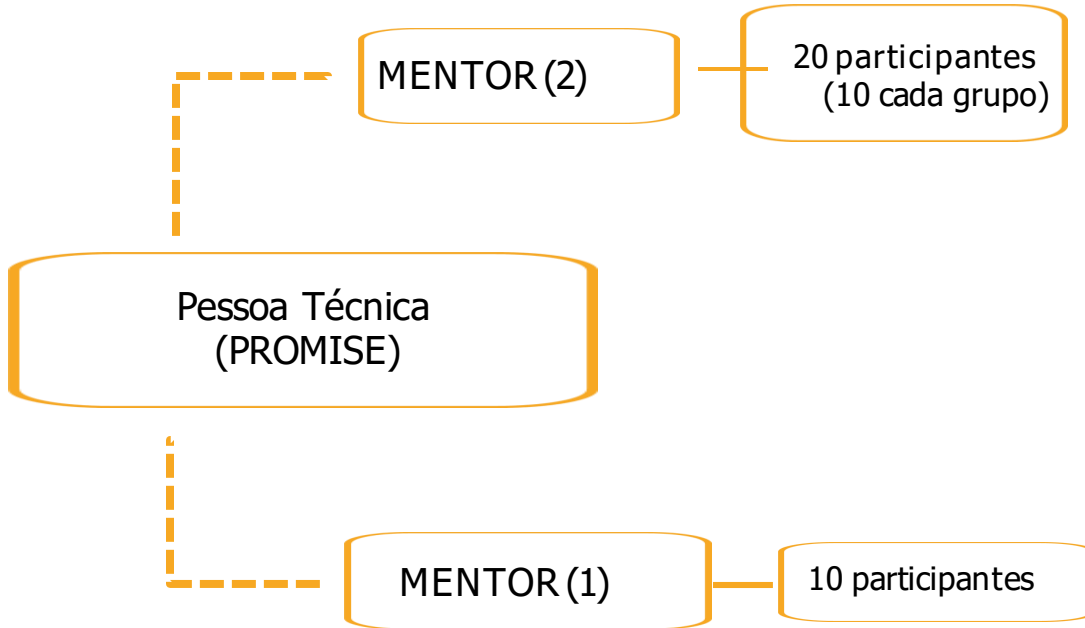 MENTOR (2)
20 participantes
(10 cada grupo)
Pessoa Técnica
(PROMISE)
MENTOR (1)
10 participantes